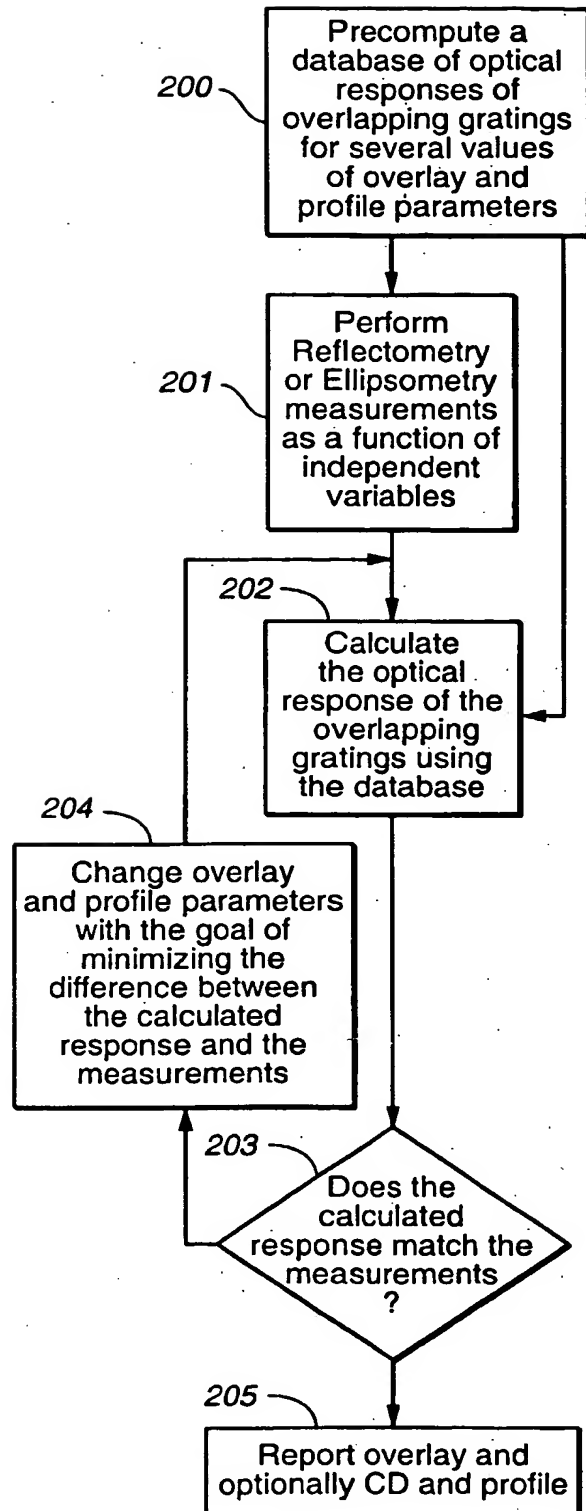 200
Precompute a
database of optical
responses of
overlapping gratings
for several values
of overlay and
profile parameters
201
Perform
Reflectometry
or Ellipsometry
measurements
as a function of
independent
variables
202
Calculate
the optical
response of the
overlapping
gratings using
the database
204
Change overlay
and profile parameters
with the goal of
minimizing the
difference between
the calculated
response and the
measurements
203
Does the
calculated
response match the
measurements
?
205
Report overlay and
optionally CD and profile